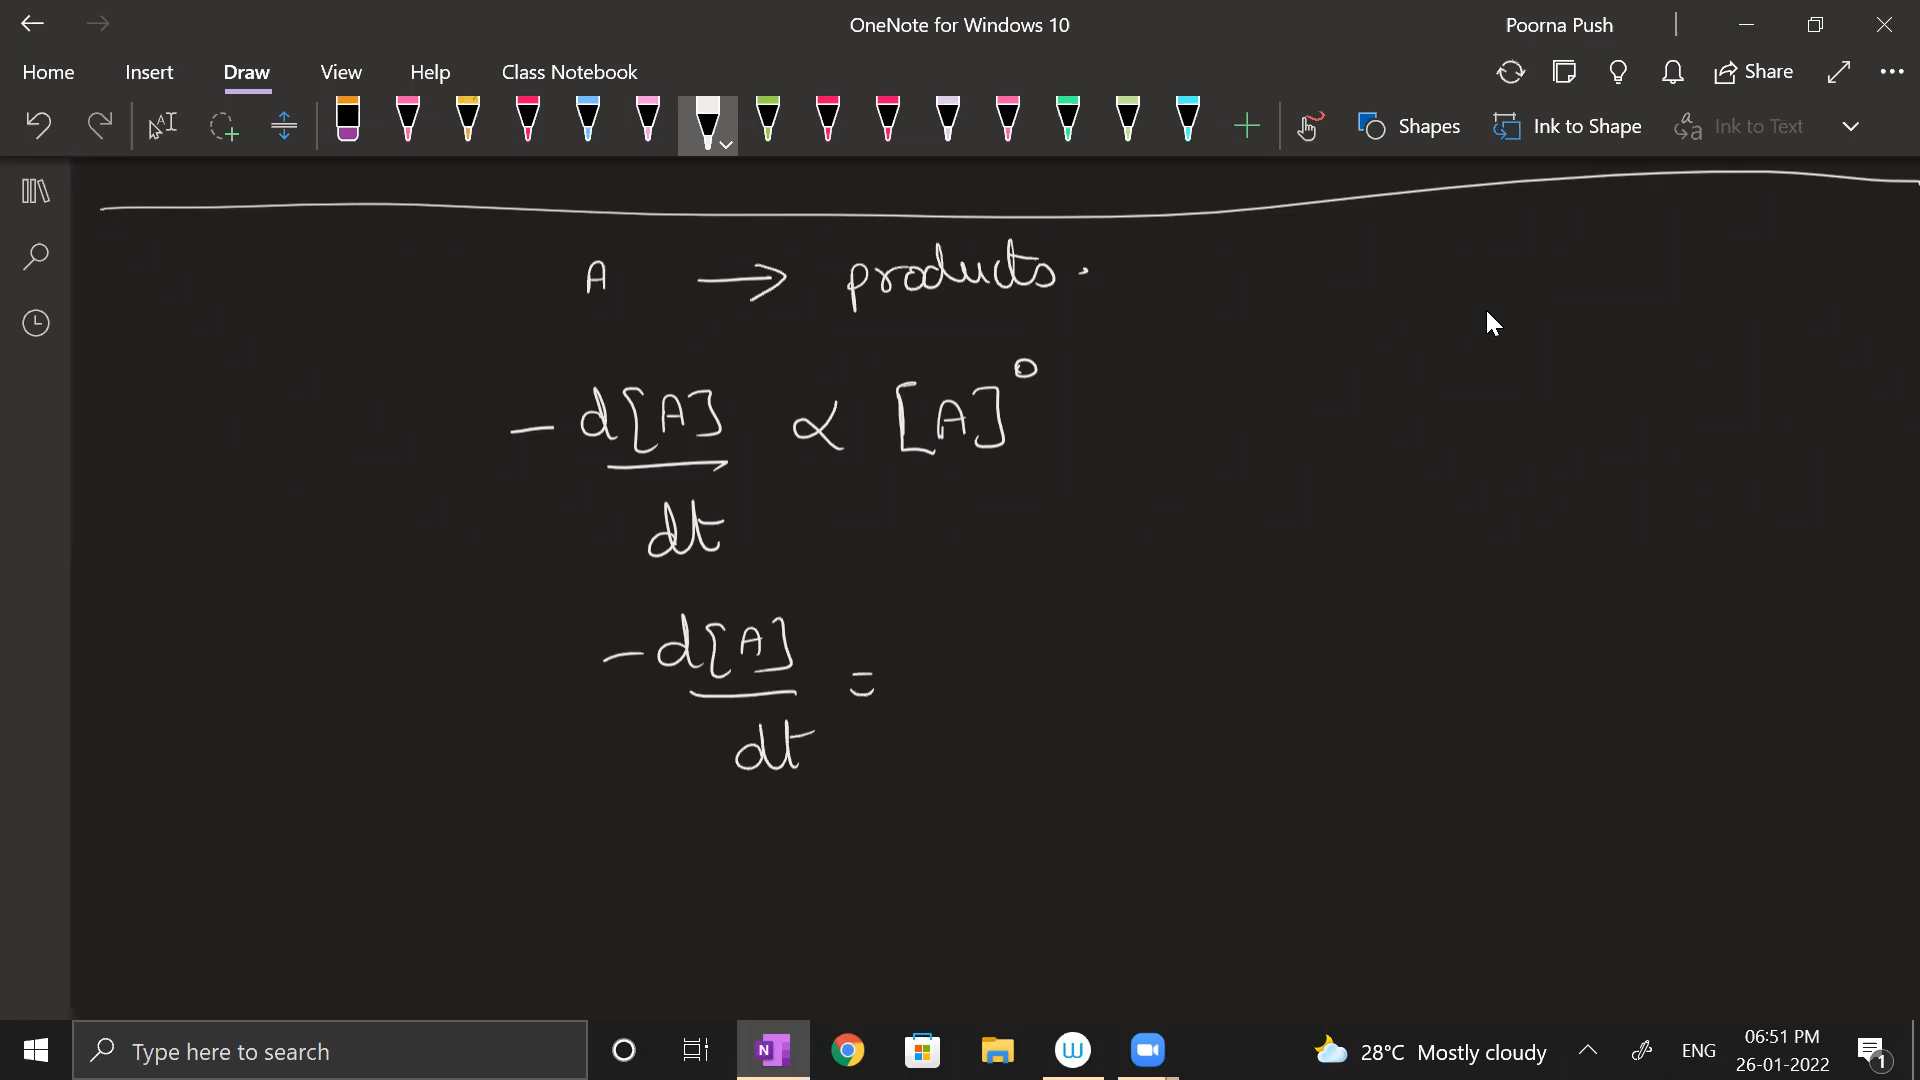 OneNote for Windows 10
Poorna Push
Home Insert Draw View Help Class Notebook
Share
Shapes Ink to Shape Ink to Text
A → products.
- d[A] ∝ [A]⁰
dt
- d[A] =
dt
Type here to search
28°C Mostly cloudy
ENG
06:51 PM
26-01-2022
1